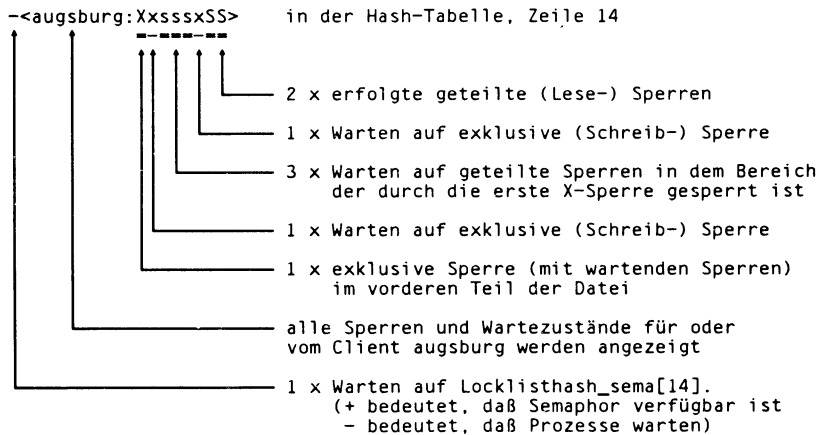 -<augsburg:XxsssxSS> in der Hash-Tabelle, Zeile 14
2 x erfolgte geteilte (Lese-) Sperren
1 x Warten auf exklusive (Schreib-) Sperre
3 x Warten auf geteilte Sperren in dem Bereich
der durch die erste X-Sperre gesperrt ist
1 x Warten auf exklusive (Schreib-) Sperre
1 x exklusive Sperre (mit wartenden Sperren)
im vorderen Teil der Datei
alle Sperren und Wartezustände für oder
vom Client augsburg werden angezeigt
1 x Warten auf Locklisthash_sema[14].
(+ bedeutet, daß Semaphor verfügbar ist
- bedeutet, daß Prozesse warten)